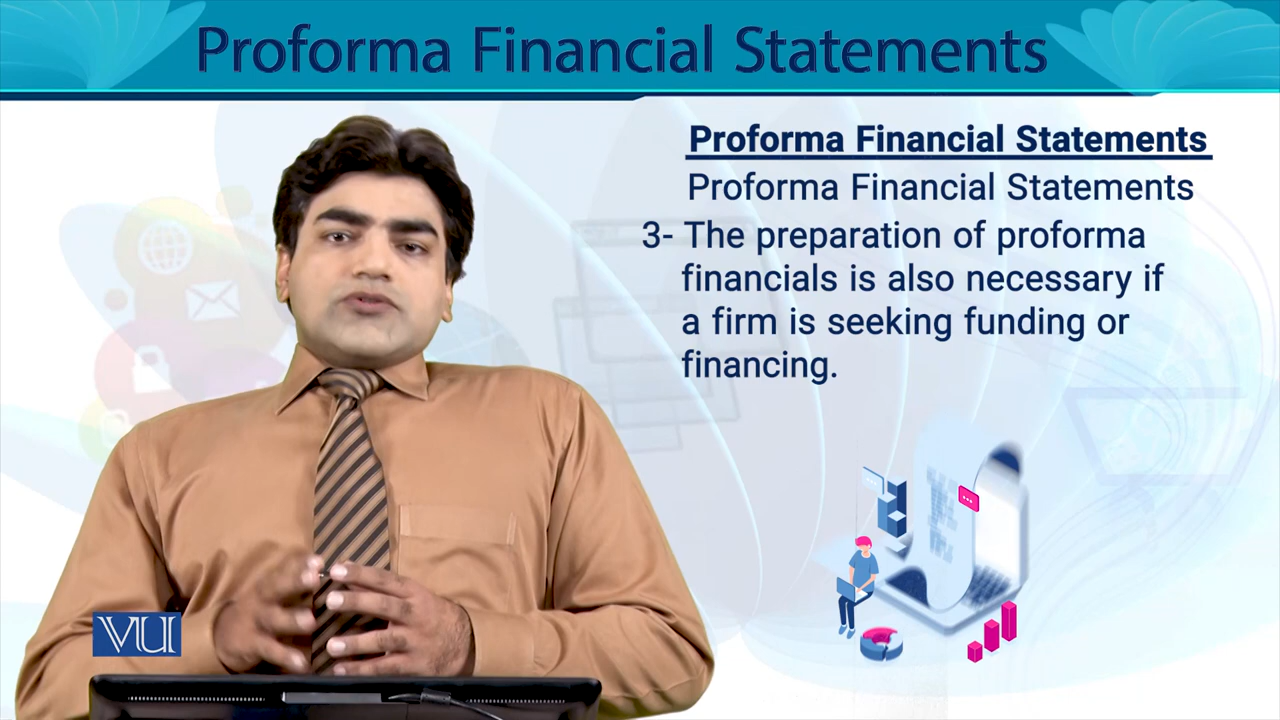 Proforma Financial Statements
Proforma Financial Statements
Proforma Financial Statements
3- The preparation of proforma
financials is also necessary if
a firm is seeking funding or
financing.
VU